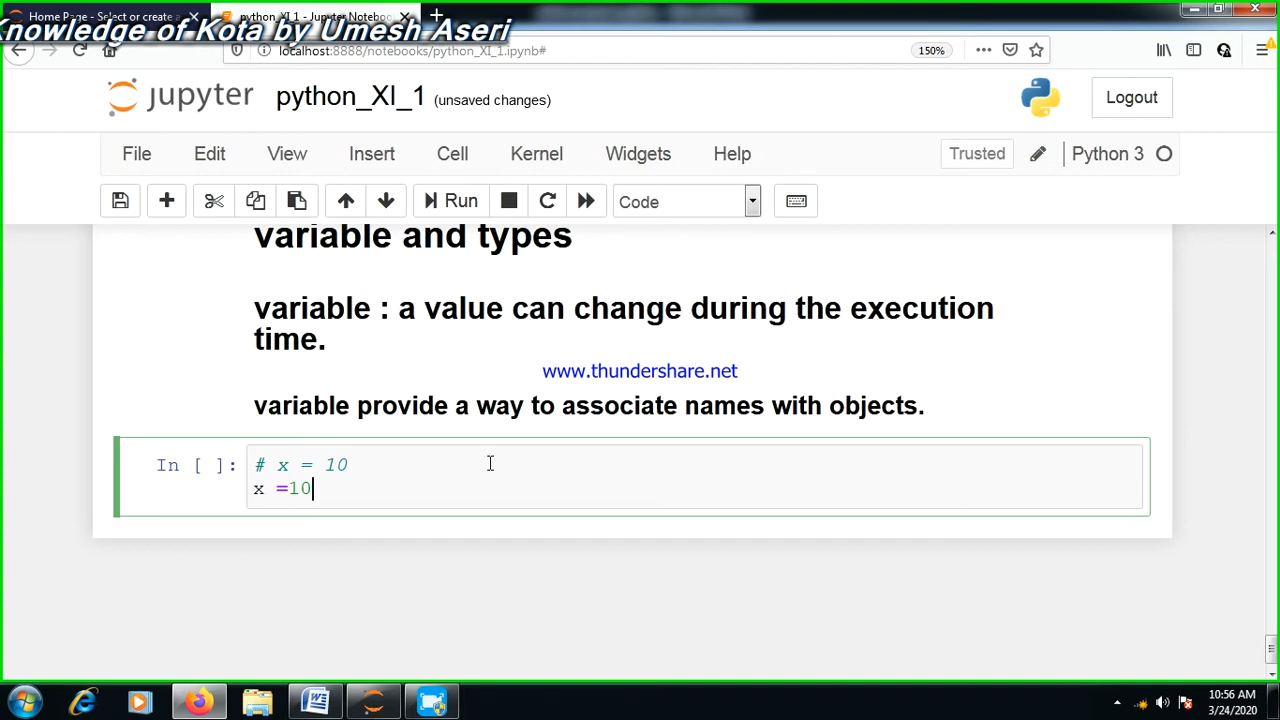 Home Page - Select or create a
python_XI_1 - Jupyter Noteboo
Knowledge of Kota by Umesh Aseri
localhost:8888/notebooks/python_XI_1.ipynb#
150%
jupyter
python_XI_1 (unsaved changes)
Logout
File Edit View Insert Cell Kernel Widgets Help
Trusted
Python 3
Run
Code
variable and types
variable : a value can change during the execution
time.
www.thundershare.net
variable provide a way to associate names with objects.
In [ ]: # x = 10
x =10
10:56 AM
3/24/2020